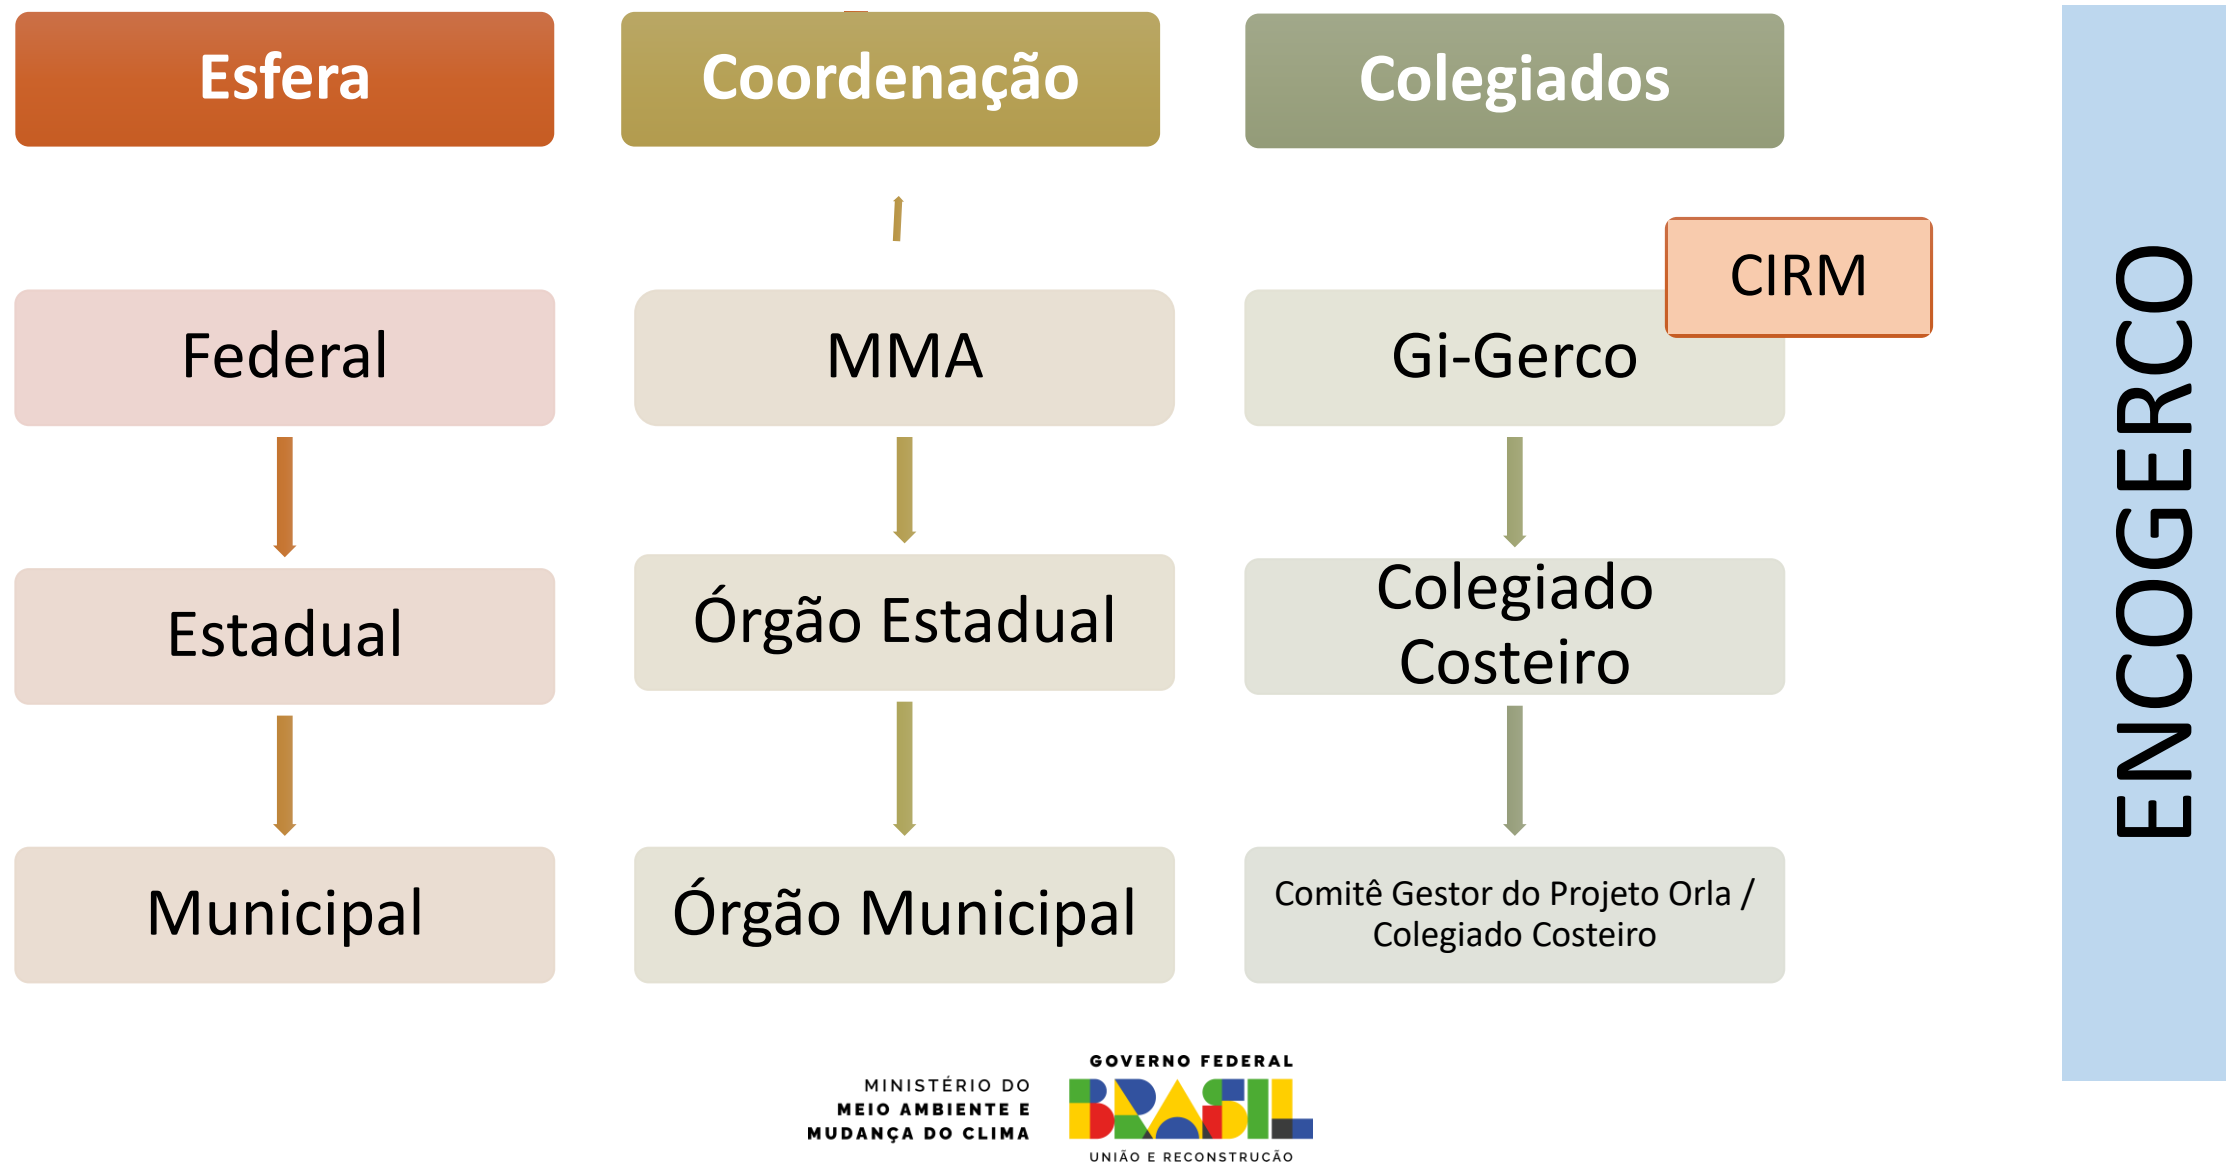 Esfera
Coordenação
Colegiados
CIRM
Federal
MMA
Gi-Gerco
Estadual
Órgão Estadual
Colegiado
Costeiro
Municipal
Órgão Municipal
Comitê Gestor do Projeto Orla /
Colegiado Costeiro
ENCOGERCO
MINISTÉRIO DO
MEIO AMBIENTE E
MUDANÇA DO CLIMA
GOVERNO FEDERAL
BRASIL
UNIÃO E RECONSTRUCÃO